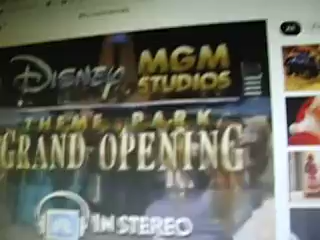 Disney MGM
STUDIOS
THEME PARK
GRAND OPENING
IN STEREO